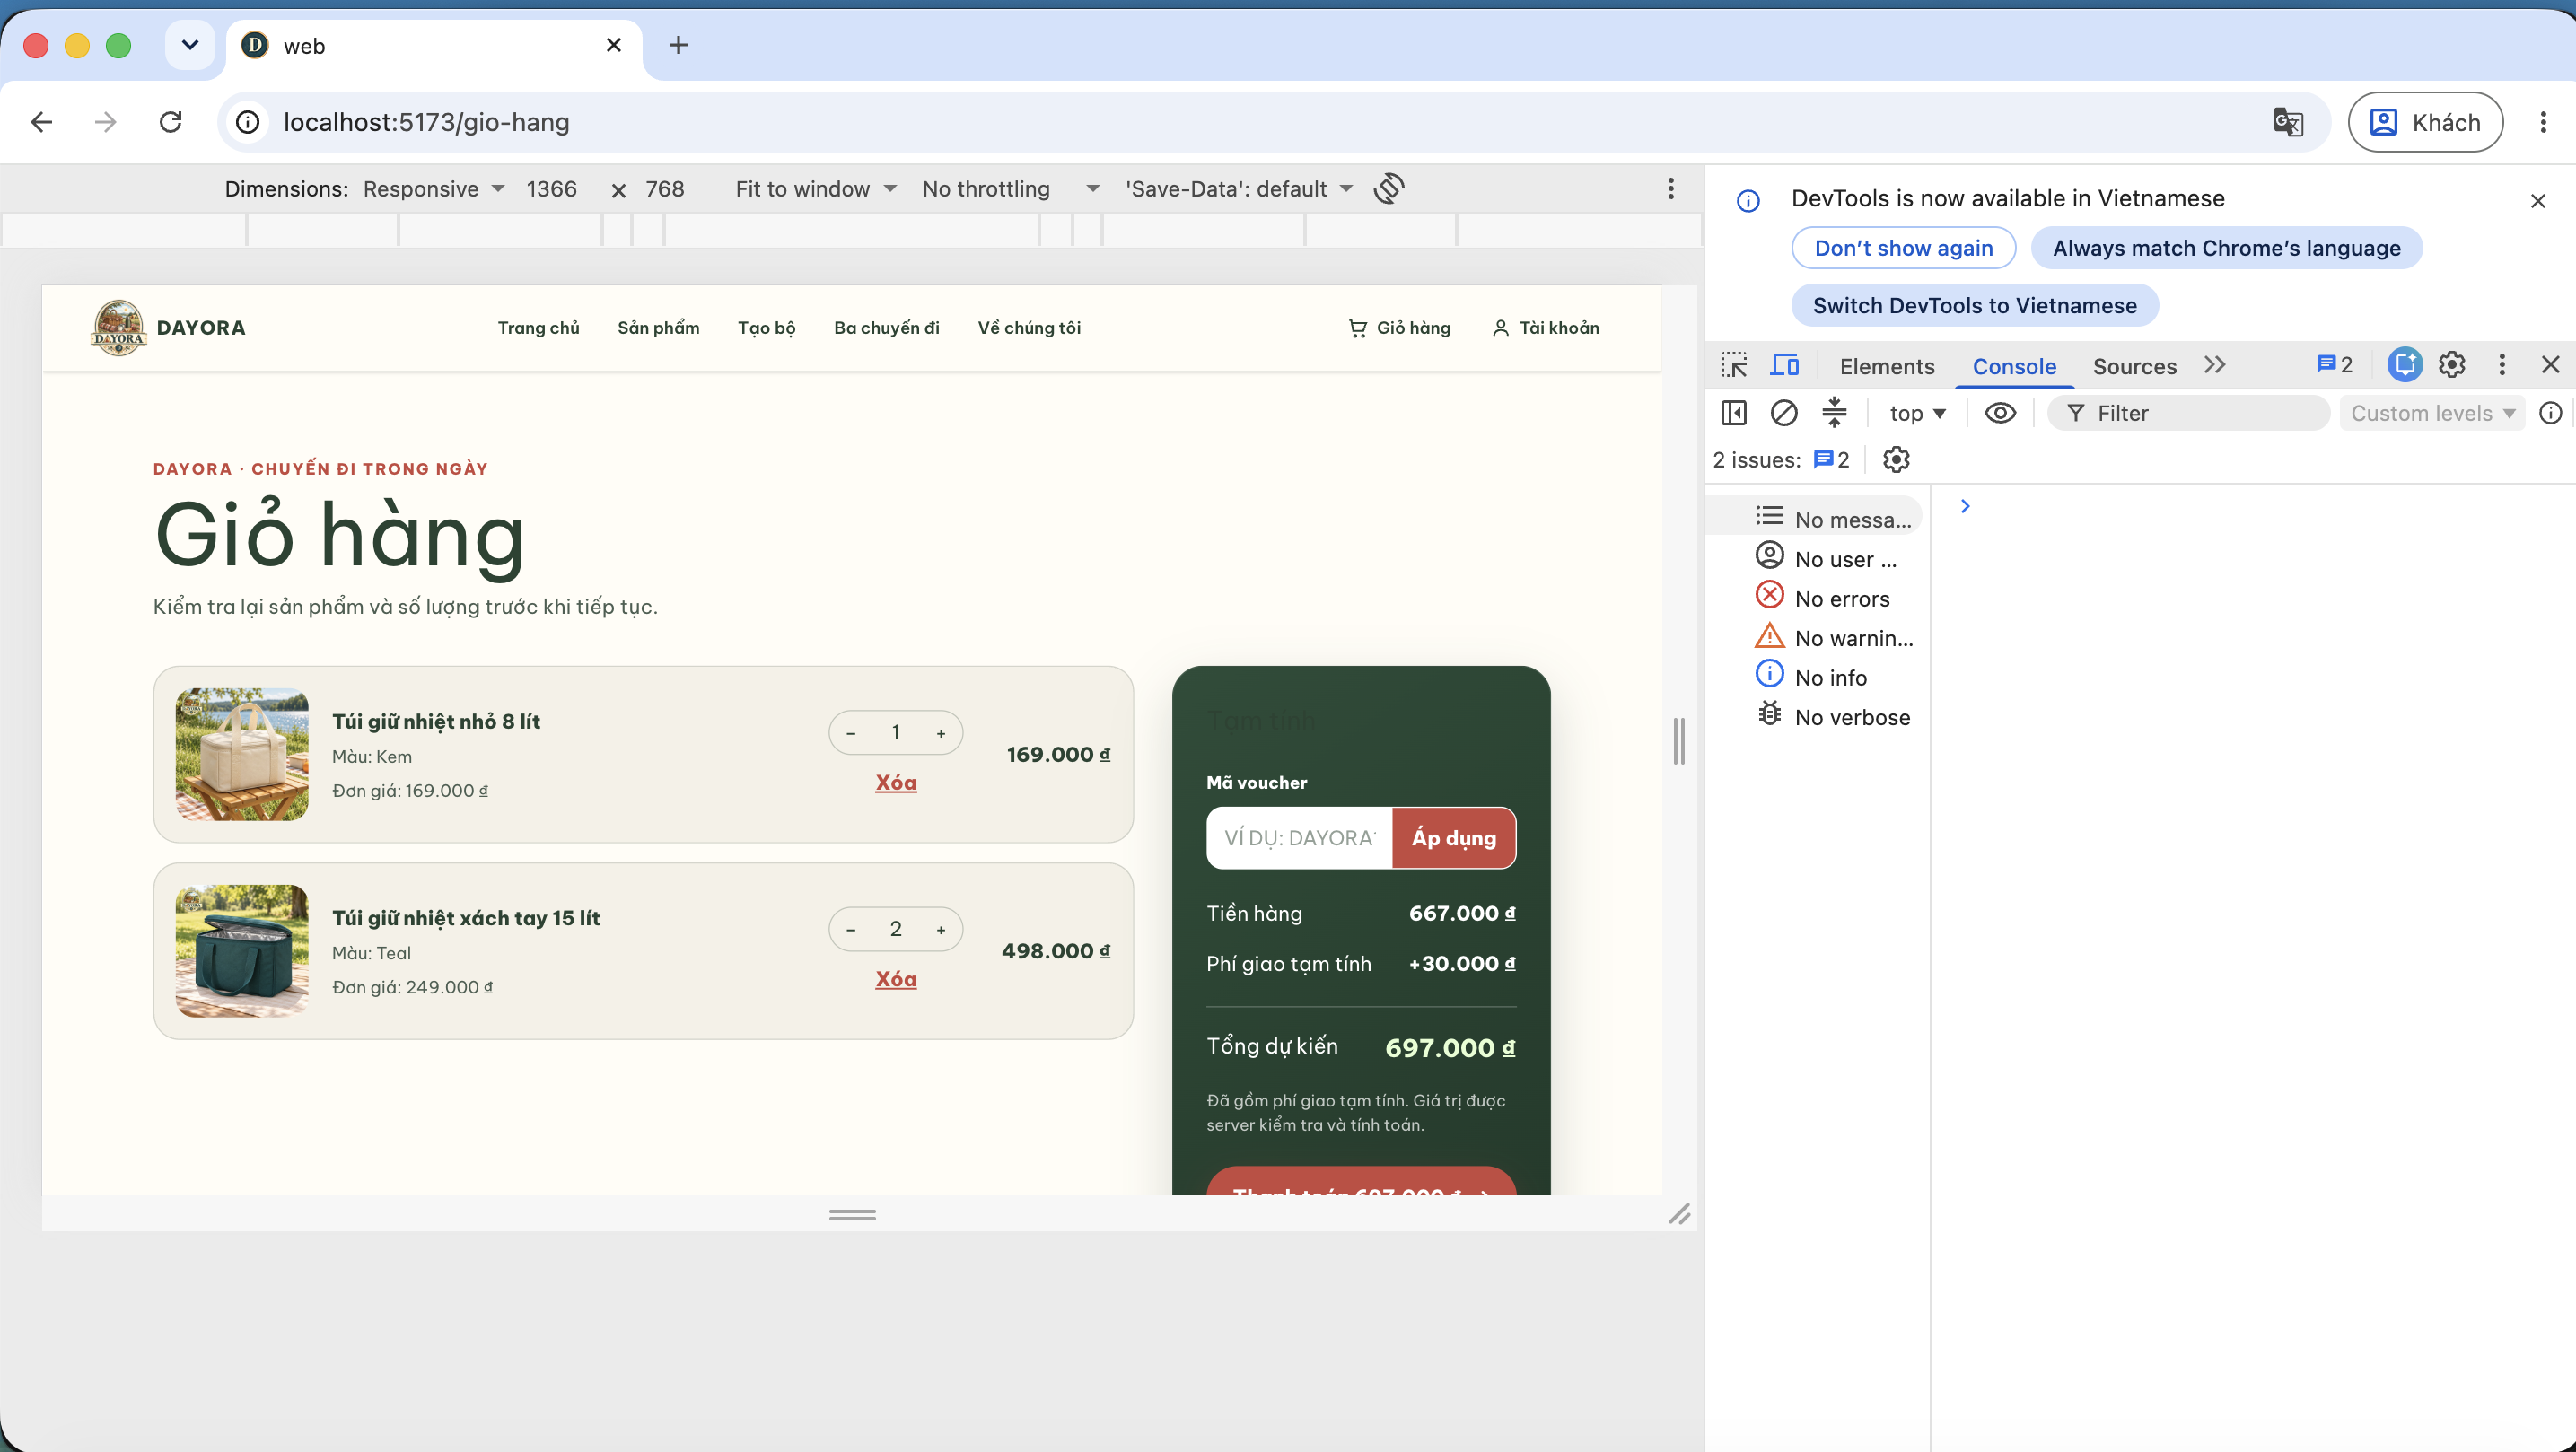 web
localhost:5173/gio-hang
Khách
Dimensions: Responsive 1366 × 768 Fit to window No throttling 'Save-Data': default
DAYORA
DAYORA
Trang chủ Sản phẩm Tạo bộ Ba chuyến đi Về chúng tôi Giỏ hàng Tài khoản
DAYORA · CHUYẾN ĐI TRONG NGÀY
Giỏ hàng
Kiểm tra lại sản phẩm và số lượng trước khi tiếp tục.
Túi giữ nhiệt nhỏ 8 lít
Màu: Kem
Đơn giá: 169.000 ₫
− 1 +
Xóa
169.000 ₫
Túi giữ nhiệt xách tay 15 lít
Màu: Teal
Đơn giá: 249.000 ₫
− 2 +
Xóa
498.000 ₫
Tạm tính
Mã voucher
VÍ DỤ: DAYORA
Áp dụng
Tiền hàng 667.000 ₫
Phí giao tạm tính +30.000 ₫
Tổng dự kiến 697.000 ₫
Đã gồm phí giao tạm tính. Giá trị được
server kiểm tra và tính toán.
Thanh toán 697.000 ₫ →
DevTools is now available in Vietnamese
Don't show again
Always match Chrome's language
Switch DevTools to Vietnamese
Elements Console Sources 2
top Filter Custom levels
2 issues: 2
No messa...
No user ...
No errors
No warnin...
No info
No verbose